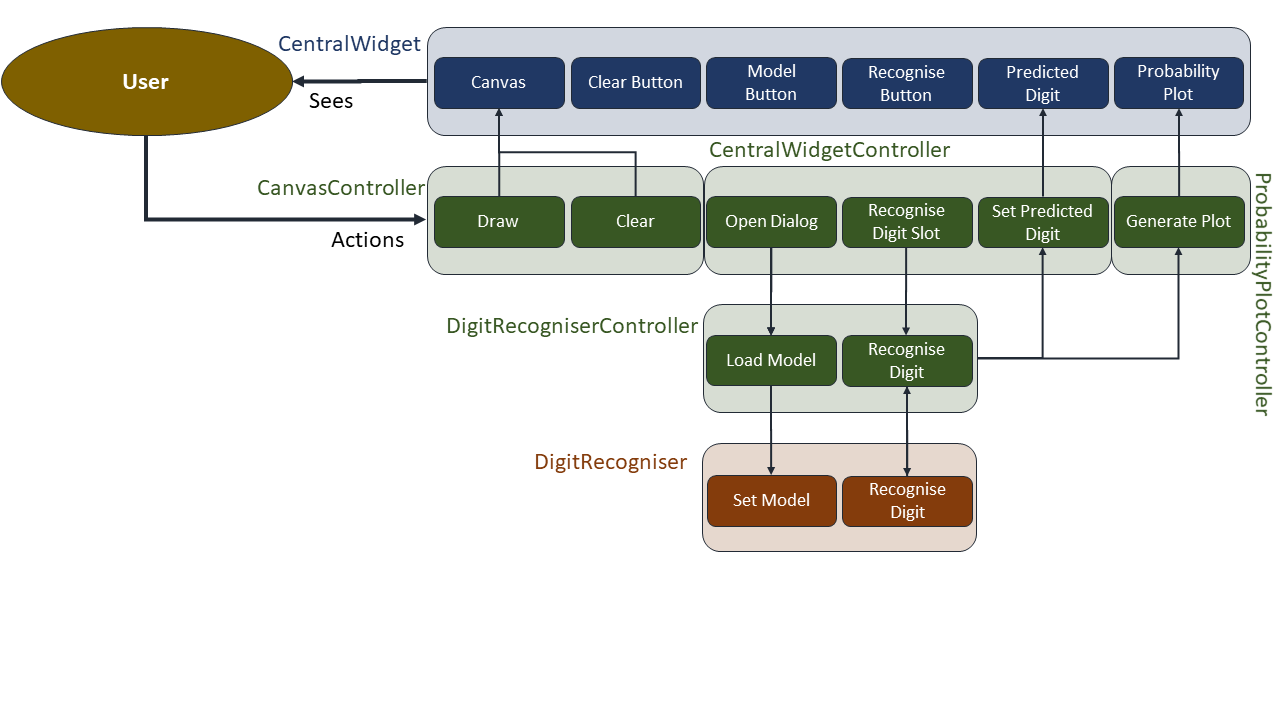 CentralWidget
User
Sees
Canvas
Clear Button
Model
Button
Recognise
Button
Predicted
Digit
Probability
Plot
CentralWidgetController
CanvasController
Actions
Draw
Clear
Open Dialog
Recognise
Digit Slot
Set Predicted
Digit
Generate Plot
ProbabilityPlotController
DigitRecogniserController
Load Model
Recognise
Digit
DigitRecogniser
Set Model
Recognise
Digit